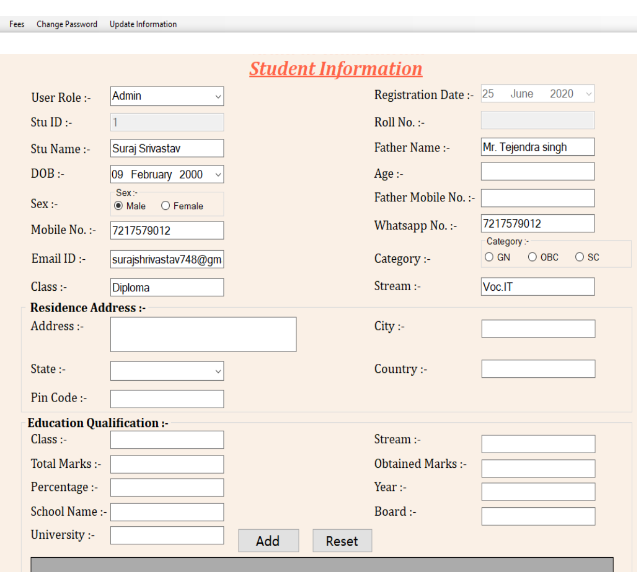 Fees Change Password Update Information
Student Information
User Role :- Admin Registration Date :- 25 June 2020
Stu ID :- 1 Roll No. :-
Stu Name :- Suraj Srivastav Father Name :- Mr. Tejendra singh
DOB :- 09 February 2000 Age :-
Sex :- Sex:- Male Female Father Mobile No. :-
Mobile No. :- 7217579012 Whatsapp No. :- 7217579012
Email ID :- surajshrivastav748@gm Category :- Category :- GN OBC SC
Class :- Diploma Stream :- Voc.IT
Residence Address :-
Address :- City :-
State :- Country :-
Pin Code :-
Education Qualification :-
Class :- Stream :-
Total Marks :- Obtained Marks :-
Percentage :- Year :-
School Name :- Board :-
University :- Add Reset